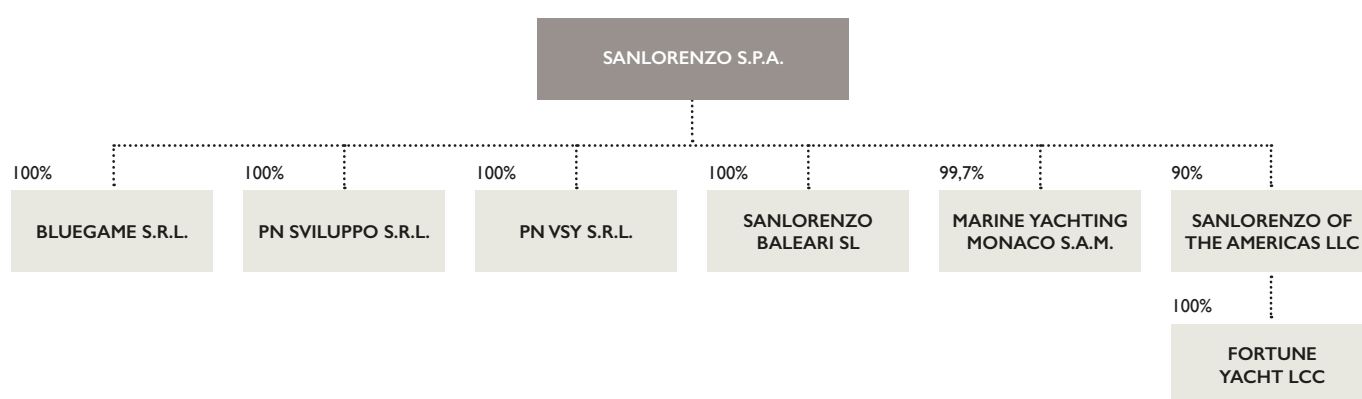 SANLORENZO S.P.A.
100%
100%
100%
100%
99,7%
90%
BLUEGAME S.R.L.
PN SVILUPPO S.R.L.
PN VSY S.R.L.
SANLORENZO
BALEARI SL
MARINE YACHTING
MONACO S.A.M.
SANLORENZO OF
THE AMERICAS LLC
100%
FORTUNE
YACHT LCC